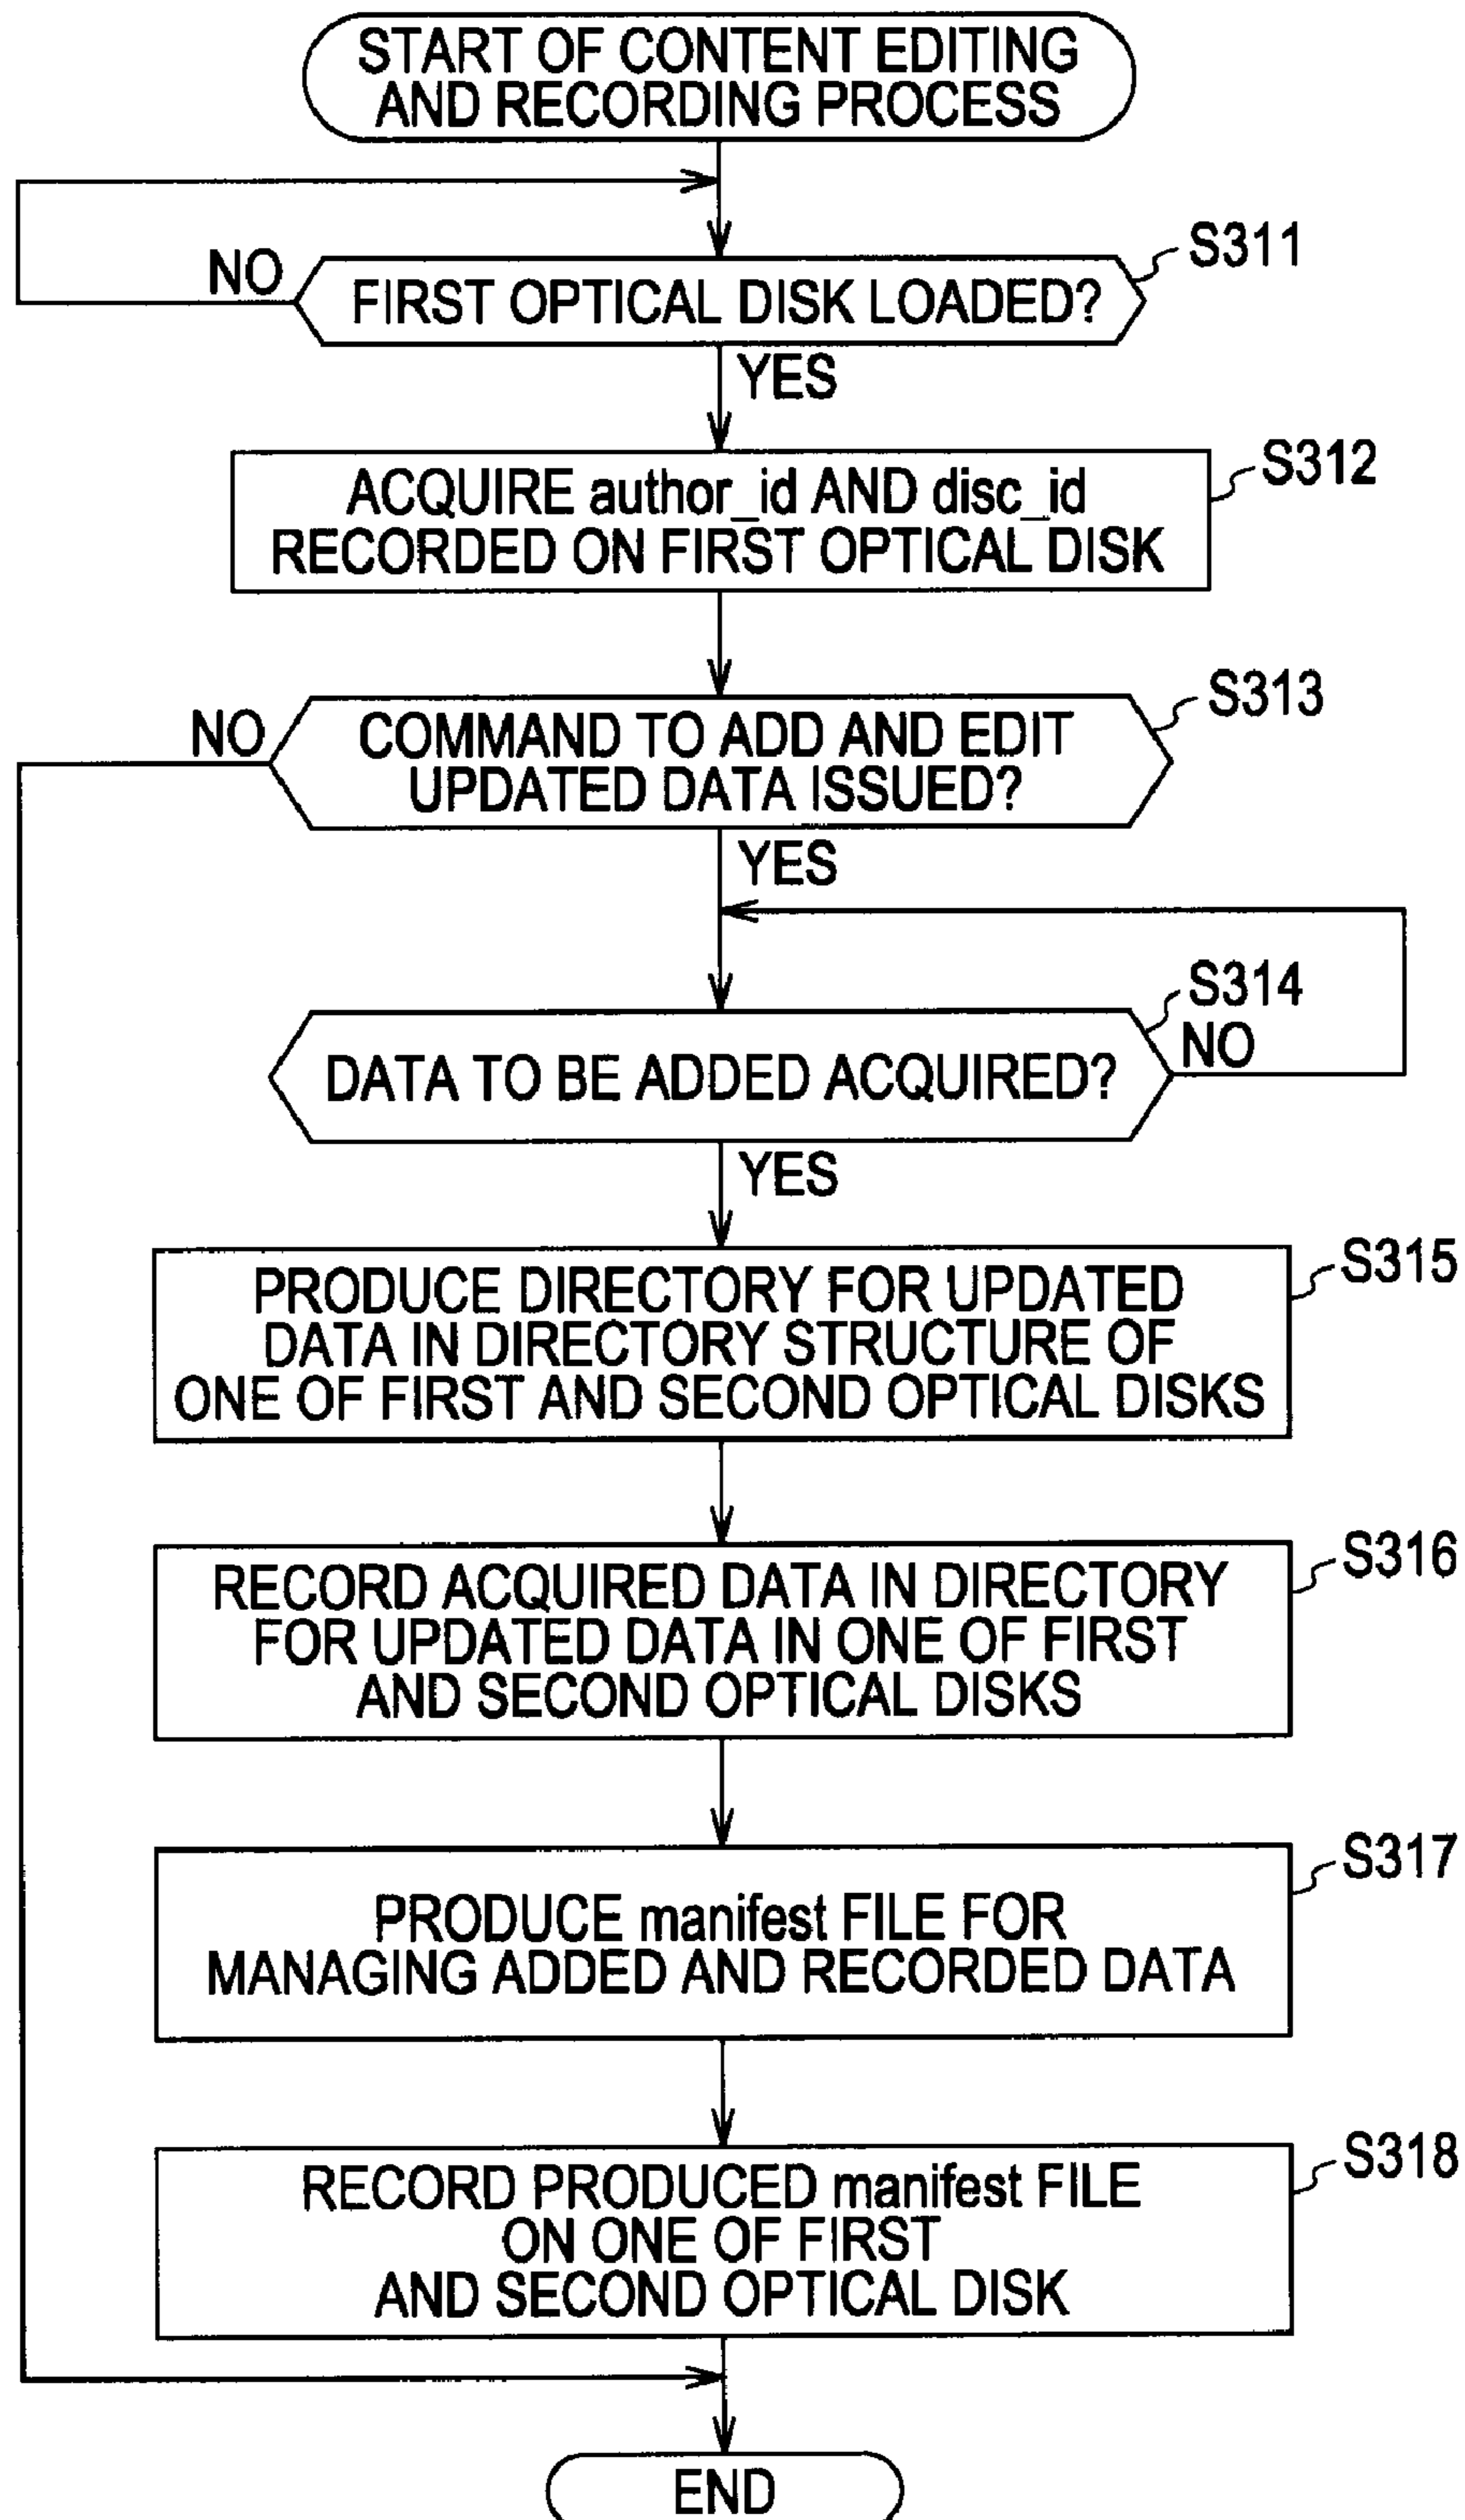 START OF CONTENT EDITING
AND RECORDING PROCESS
S311
NO
FIRST OPTICAL DISK LOADED?
YES
S312
ACQUIRE author_id AND disc_id
RECORDED ON FIRST OPTICAL DISK
S313
NO
COMMAND TO ADD AND EDIT
UPDATED DATA ISSUED?
YES
S314
NO
DATA TO BE ADDED ACQUIRED?
YES
S315
PRODUCE DIRECTORY FOR UPDATED
DATA IN DIRECTORY STRUCTURE OF
ONE OF FIRST AND SECOND OPTICAL DISKS
S316
RECORD ACQUIRED DATA IN DIRECTORY
FOR UPDATED DATA IN ONE OF FIRST
AND SECOND OPTICAL DISKS
S317
PRODUCE manifest FILE FOR
MANAGING ADDED AND RECORDED DATA
S318
RECORD PRODUCED manifest FILE
ON ONE OF FIRST
AND SECOND OPTICAL DISK
END